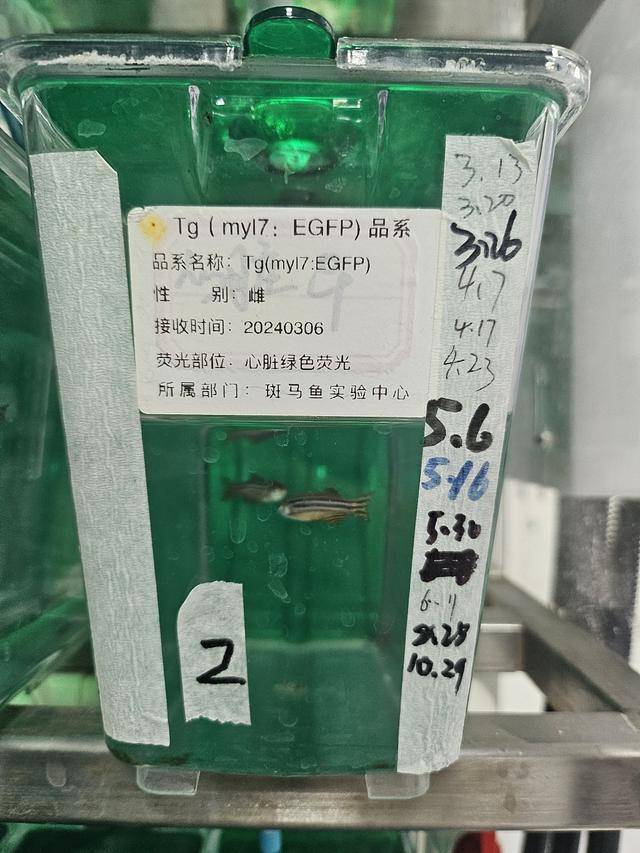 Tg ( myl7: EGFP) 品系
品系名称: Tg(myl7:EGFP)
性 别: 雌
接收时间: 20240306
荧光部位: 心脏绿色荧光
所属部门: 斑马鱼实验中心
3.13
3.20
3.26
4.17
4.23
5.6
5.16
5.30
6.11
10.29
2